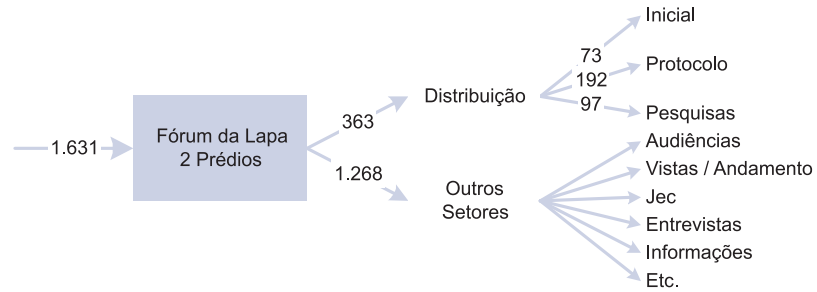 1.631
Fórum da Lapa
2 Prédios
363
1.268
Distribuição
Outros
Setores
73
192
97
Inicial
Protocolo
Pesquisas
Audiências
Vistas / Andamento
Jec
Entrevistas
Informações
Etc.